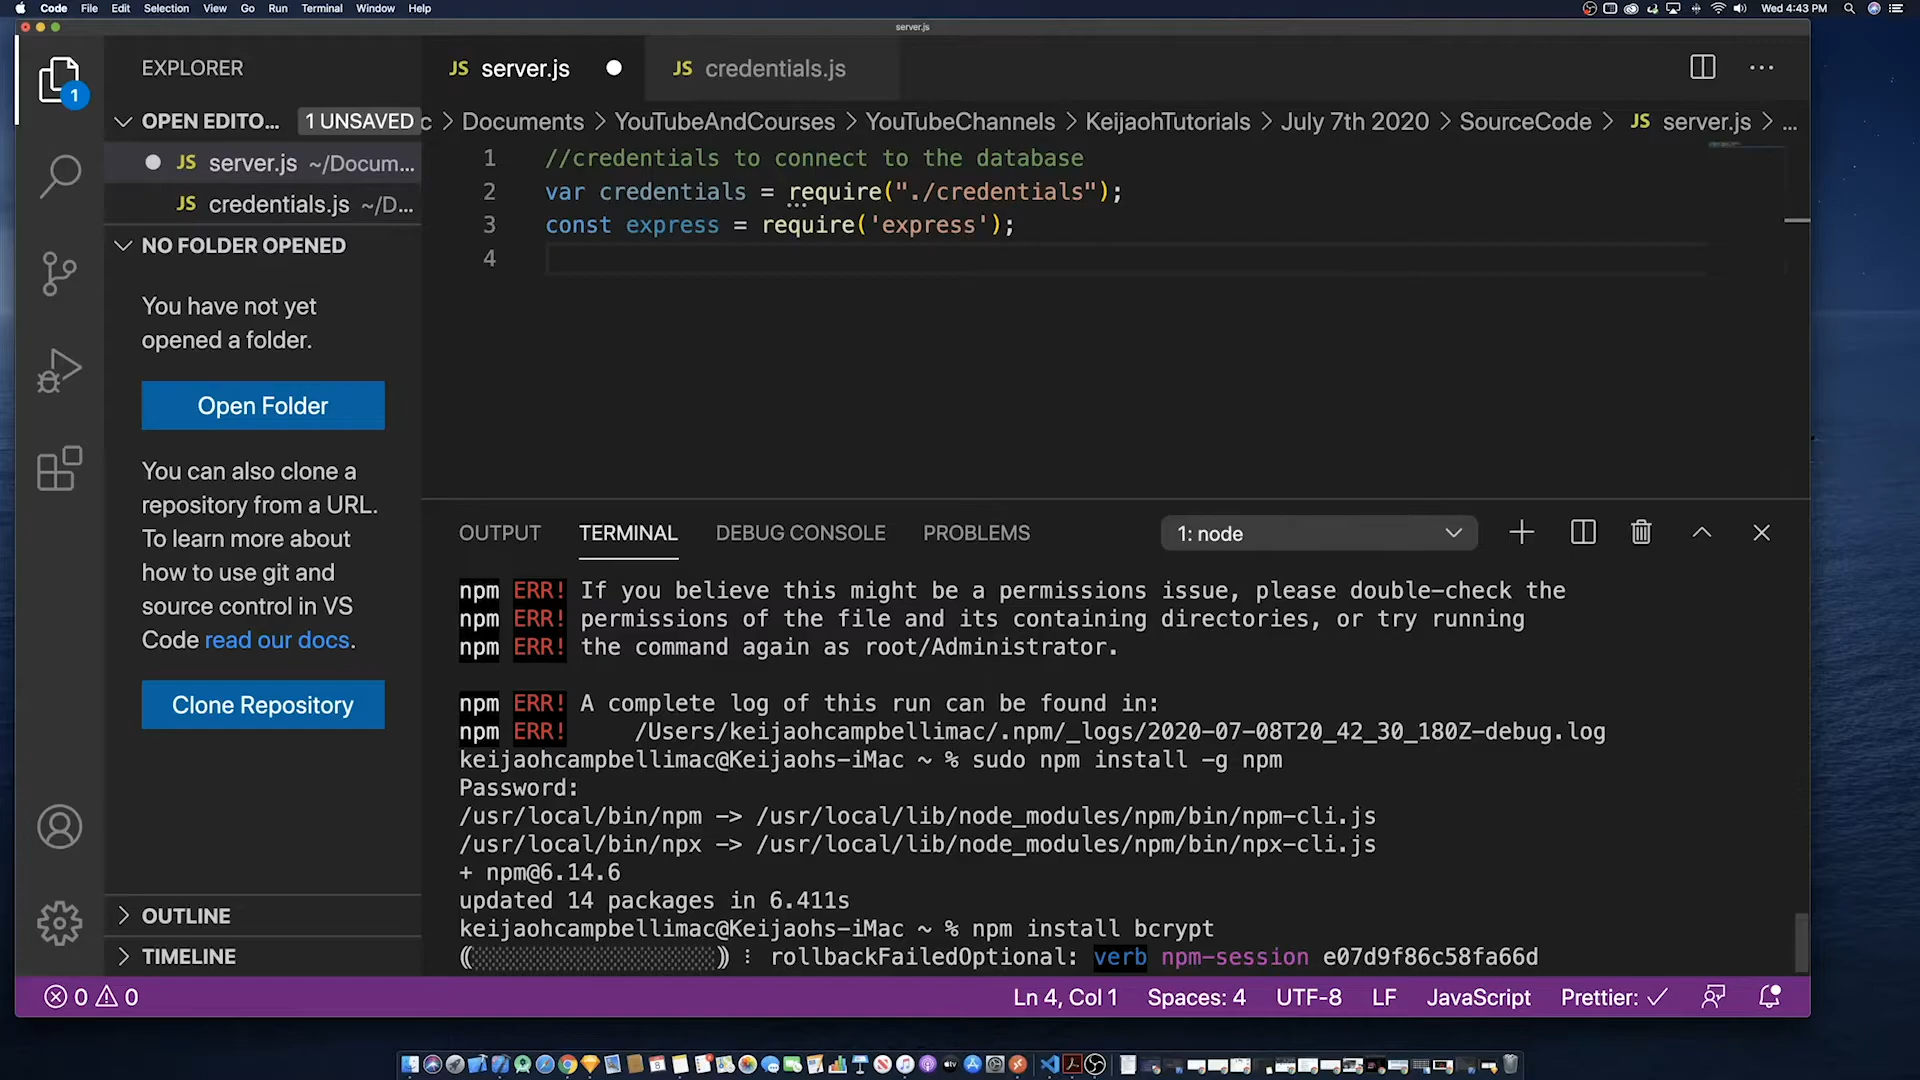 Code File Edit Selection View Go Run Terminal Window Help
Wed 4:43 PM
server.js
EXPLORER
JS server.js
JS credentials.js
1
OPEN EDITO... 1 UNSAVED
c > Documents > YouTubeAndCourses > YouTubeChannels > KeijaohTutorials > July 7th 2020 > SourceCode > JS server.js > ...
JS server.js ~/Docum...
JS credentials.js ~/D...
1 //credentials to connect to the database
2 var credentials = require("./credentials");
3 const express = require('express');
4
NO FOLDER OPENED
You have not yet
opened a folder.
Open Folder
You can also clone a
repository from a URL.
To learn more about
how to use git and
source control in VS
Code read our docs.
Clone Repository
OUTLINE
TIMELINE
OUTPUT TERMINAL DEBUG CONSOLE PROBLEMS
1: node
npm ERR! If you believe this might be a permissions issue, please double-check the
npm ERR! permissions of the file and its containing directories, or try running
npm ERR! the command again as root/Administrator.
npm ERR! A complete log of this run can be found in:
npm ERR!     /Users/keijaohcampbellimac/.npm/_logs/2020-07-08T20_42_30_180Z-debug.log
keijaohcampbellimac@Keijaohs-iMac ~ % sudo npm install -g npm
Password:
/usr/local/bin/npm -> /usr/local/lib/node_modules/npm/bin/npm-cli.js
/usr/local/bin/npx -> /usr/local/lib/node_modules/npm/bin/npx-cli.js
+ npm@6.14.6
updated 14 packages in 6.411s
keijaohcampbellimac@Keijaohs-iMac ~ % npm install bcrypt
((░░░░░░░░░░░░░░░░░░)) ⫶ rollbackFailedOptional: verb npm-session e07d9f86c58fa66d
0 0
Ln 4, Col 1 Spaces: 4 UTF-8 LF JavaScript Prettier: ✓